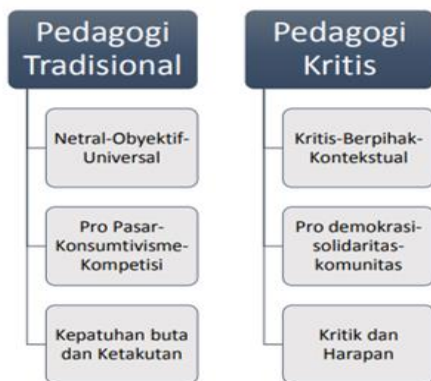 Pedagogi
Tradisional
Netral-Obyektif-
Universal
Pro Pasar-
Konsumtivisme-
Kompetisi
Kepatuhan buta
dan Ketakutan
Pedagogi
Kritis
Kritis-Berpihak-
Kontekstual
Pro demokrasi-
solidaritas-
komunitas
Kritik dan
Harapan